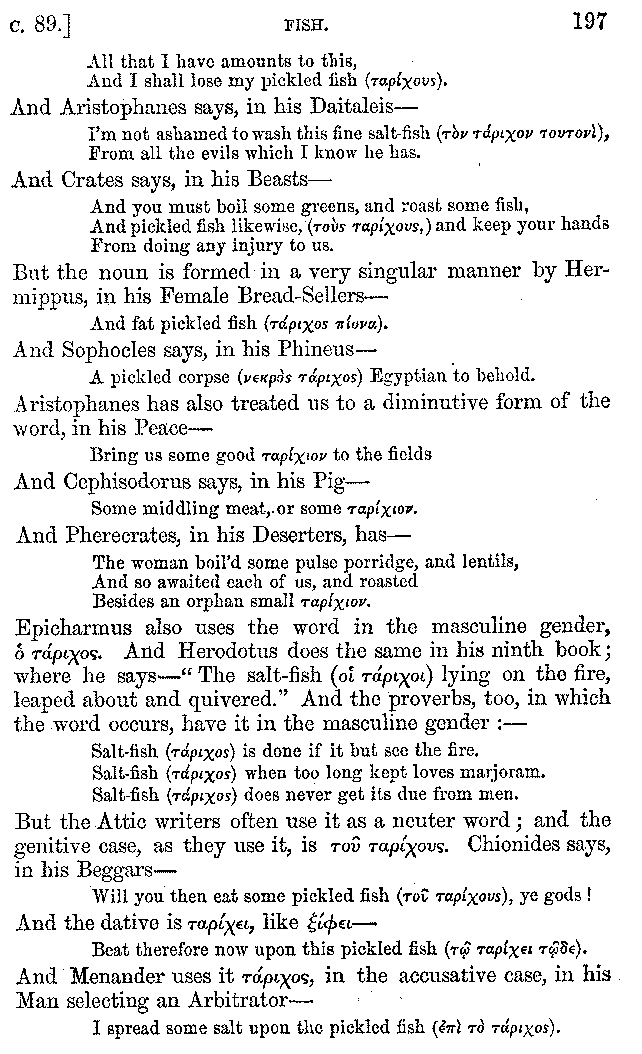 C. 89.] FISH. 197
All that I have amounts to this,
And I shall lose my pickled fish (ταρίχους).
And Aristophanes says, in his Daitaleis—
I'm not ashamed to wash this fine salt-fish (τὸν τάριχον τουτονὶ),
From all the evils which I know he has.
And Crates says, in his Beasts—
And you must boil some greens, and roast some fish,
And pickled fish likewise, (τοὺς ταρίχους,) and keep your hands
From doing any injury to us.
But the noun is formed in a very singular manner by Her-
mippus, in his Female Bread-Sellers—
And fat pickled fish (τάριχος πίονα).
And Sophocles says, in his Phineus—
A pickled corpse (νεκρὸς τάριχος) Egyptian to behold.
Aristophanes has also treated us to a diminutive form of the
word, in his Peace—
Bring us some good ταρίχιον to the fields
And Cephisodorus says, in his Pig—
Some middling meat, or some ταρίχιον.
And Pherecrates, in his Deserters, has—
The woman boil'd some pulse porridge, and lentils,
And so awaited each of us, and roasted
Besides an orphan small ταρίχιον.
Epicharmus also uses the word in the masculine gender,
ὁ τάριχος. And Herodotus does the same in his ninth book;
where he says—“ The salt-fish (οἱ τάριχοι) lying on the fire,
leaped about and quivered.” And the proverbs, too, in which
the word occurs, have it in the masculine gender :—
Salt-fish (τάριχος) is done if it but see the fire.
Salt-fish (τάριχος) when too long kept loves marjoram.
Salt-fish (τάριχος) does never get its due from men.
But the Attic writers often use it as a neuter word; and the
genitive case, as they use it, is τοῦ ταρίχους. Chionides says,
in his Beggars—
Will you then eat some pickled fish (τοῦ ταρίχους), ye gods !
And the dative is ταρίχει, like ξίφει—
Beat therefore now upon this pickled fish (τῷ ταρίχει τῷδε).
And Menander uses it τάριχος, in the accusative case, in his
Man selecting an Arbitrator—
I spread some salt upon the pickled fish (ἐπὶ τὸ τάριχος).